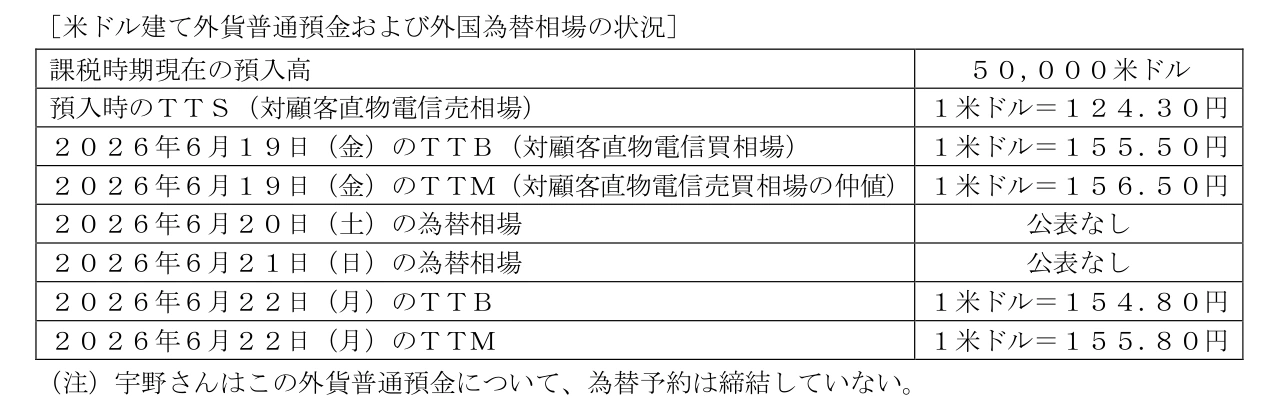 ［米ドル建て外貨普通預金および外国為替相場の状況］
課税時期現在の預入高 ５０,０００米ドル
預入時のＴＴＳ（対顧客直物電信売相場） １米ドル＝１２４.３０円
２０２６年６月１９日（金）のＴＴＢ（対顧客直物電信買相場） １米ドル＝１５５.５０円
２０２６年６月１９日（金）のＴＴＭ（対顧客直物電信売買相場の仲値） １米ドル＝１５６.５０円
２０２６年６月２０日（土）の為替相場 公表なし
２０２６年６月２１日（日）の為替相場 公表なし
２０２６年６月２２日（月）のＴＴＢ １米ドル＝１５４.８０円
２０２６年６月２２日（月）のＴＴＭ １米ドル＝１５５.８０円
（注）宇野さんはこの外貨普通預金について、為替予約は締結していない。